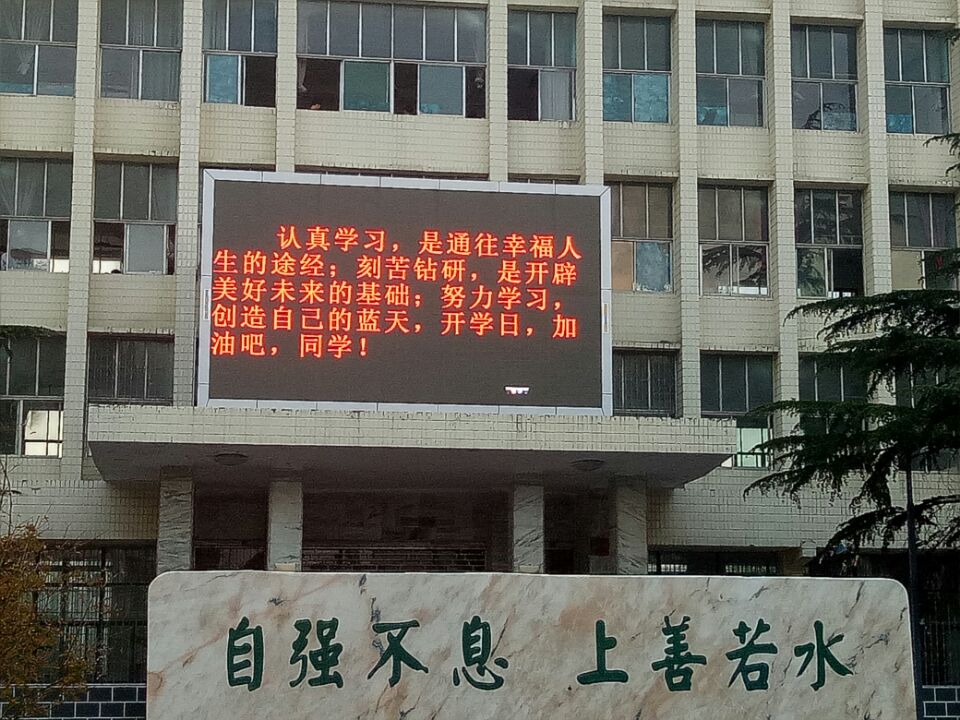 认真学习，是通往幸福人
生的途经；刻苦钻研，是开辟
美好未来的基础；努力学习，
创造自己的蓝天，开学日，加
油吧，同学！
自强不息 上善若水